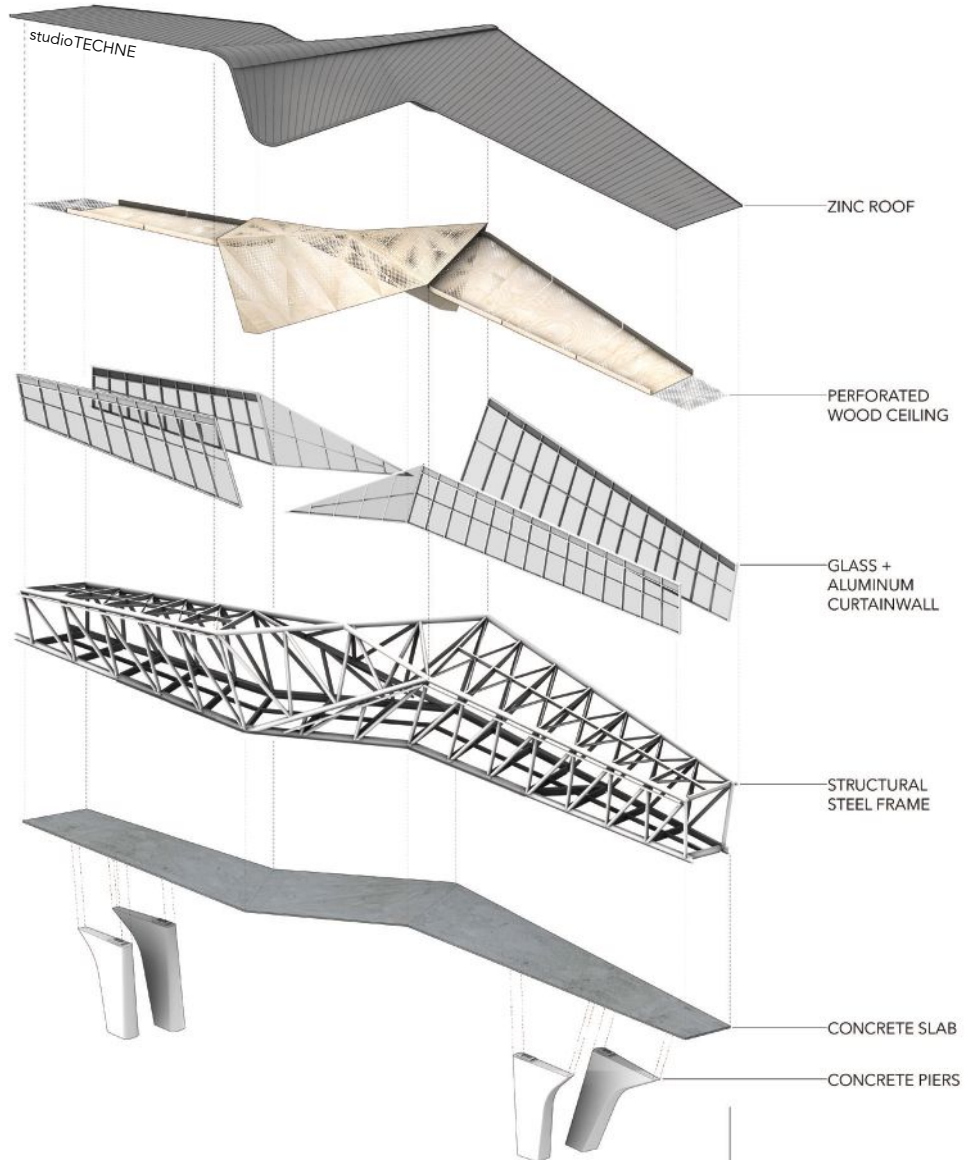 studioTECHNE
ZINC ROOF
PERFORATED
WOOD CEILING
GLASS +
ALUMINUM
CURTAINWALL
STRUCTURAL
STEEL FRAME
CONCRETE SLAB
CONCRETE PIERS